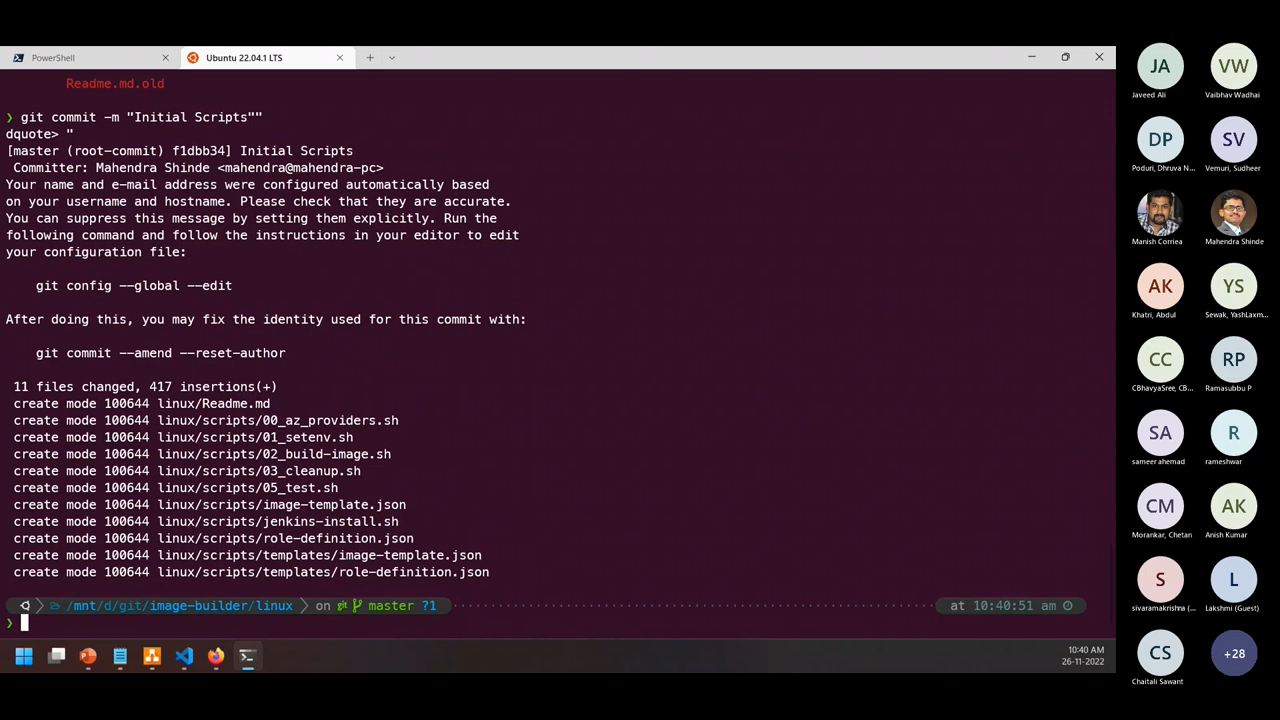 PowerShell
Ubuntu 22.04.1 LTS
Readme.md.old
❯ git commit -m "Initial Scripts""
dquote> "
[master (root-commit) f1dbb34] Initial Scripts
Committer: Mahendra Shinde <mahendra@mahendra-pc>
Your name and e-mail address were configured automatically based
on your username and hostname. Please check that they are accurate.
You can suppress this message by setting them explicitly. Run the
following command and follow the instructions in your editor to edit
your configuration file:
git config --global --edit
After doing this, you may fix the identity used for this commit with:
git commit --amend --reset-author
11 files changed, 417 insertions(+)
create mode 100644 linux/Readme.md
create mode 100644 linux/scripts/00_az_providers.sh
create mode 100644 linux/scripts/01_setenv.sh
create mode 100644 linux/scripts/02_build-image.sh
create mode 100644 linux/scripts/03_cleanup.sh
create mode 100644 linux/scripts/05_test.sh
create mode 100644 linux/scripts/image-template.json
create mode 100644 linux/scripts/jenkins-install.sh
create mode 100644 linux/scripts/role-definition.json
create mode 100644 linux/scripts/templates/image-template.json
create mode 100644 linux/scripts/templates/role-definition.json
/mnt/d/git/image-builder/linux on git master ?1 at 10:40:51 am
❯
10:40 AM
26-11-2022
JA
Javeed Ali
VW
Vaibhav Wadhai
DP
Poduri, Dhruva N...
SV
Vemuri, Sudheer
Manish Corriea
Mahendra Shinde
AK
Khatri, Abdul
YS
Sewak, YashLaxm...
CC
CBhavyaSree, CB...
RP
Ramasubbu P
SA
sameer ahemad
R
rameshwar
CM
Morankar, Chetan
AK
Anish Kumar
S
sivaramakrishna (...
L
Lakshmi (Guest)
CS
Chaitali Sawant
+28